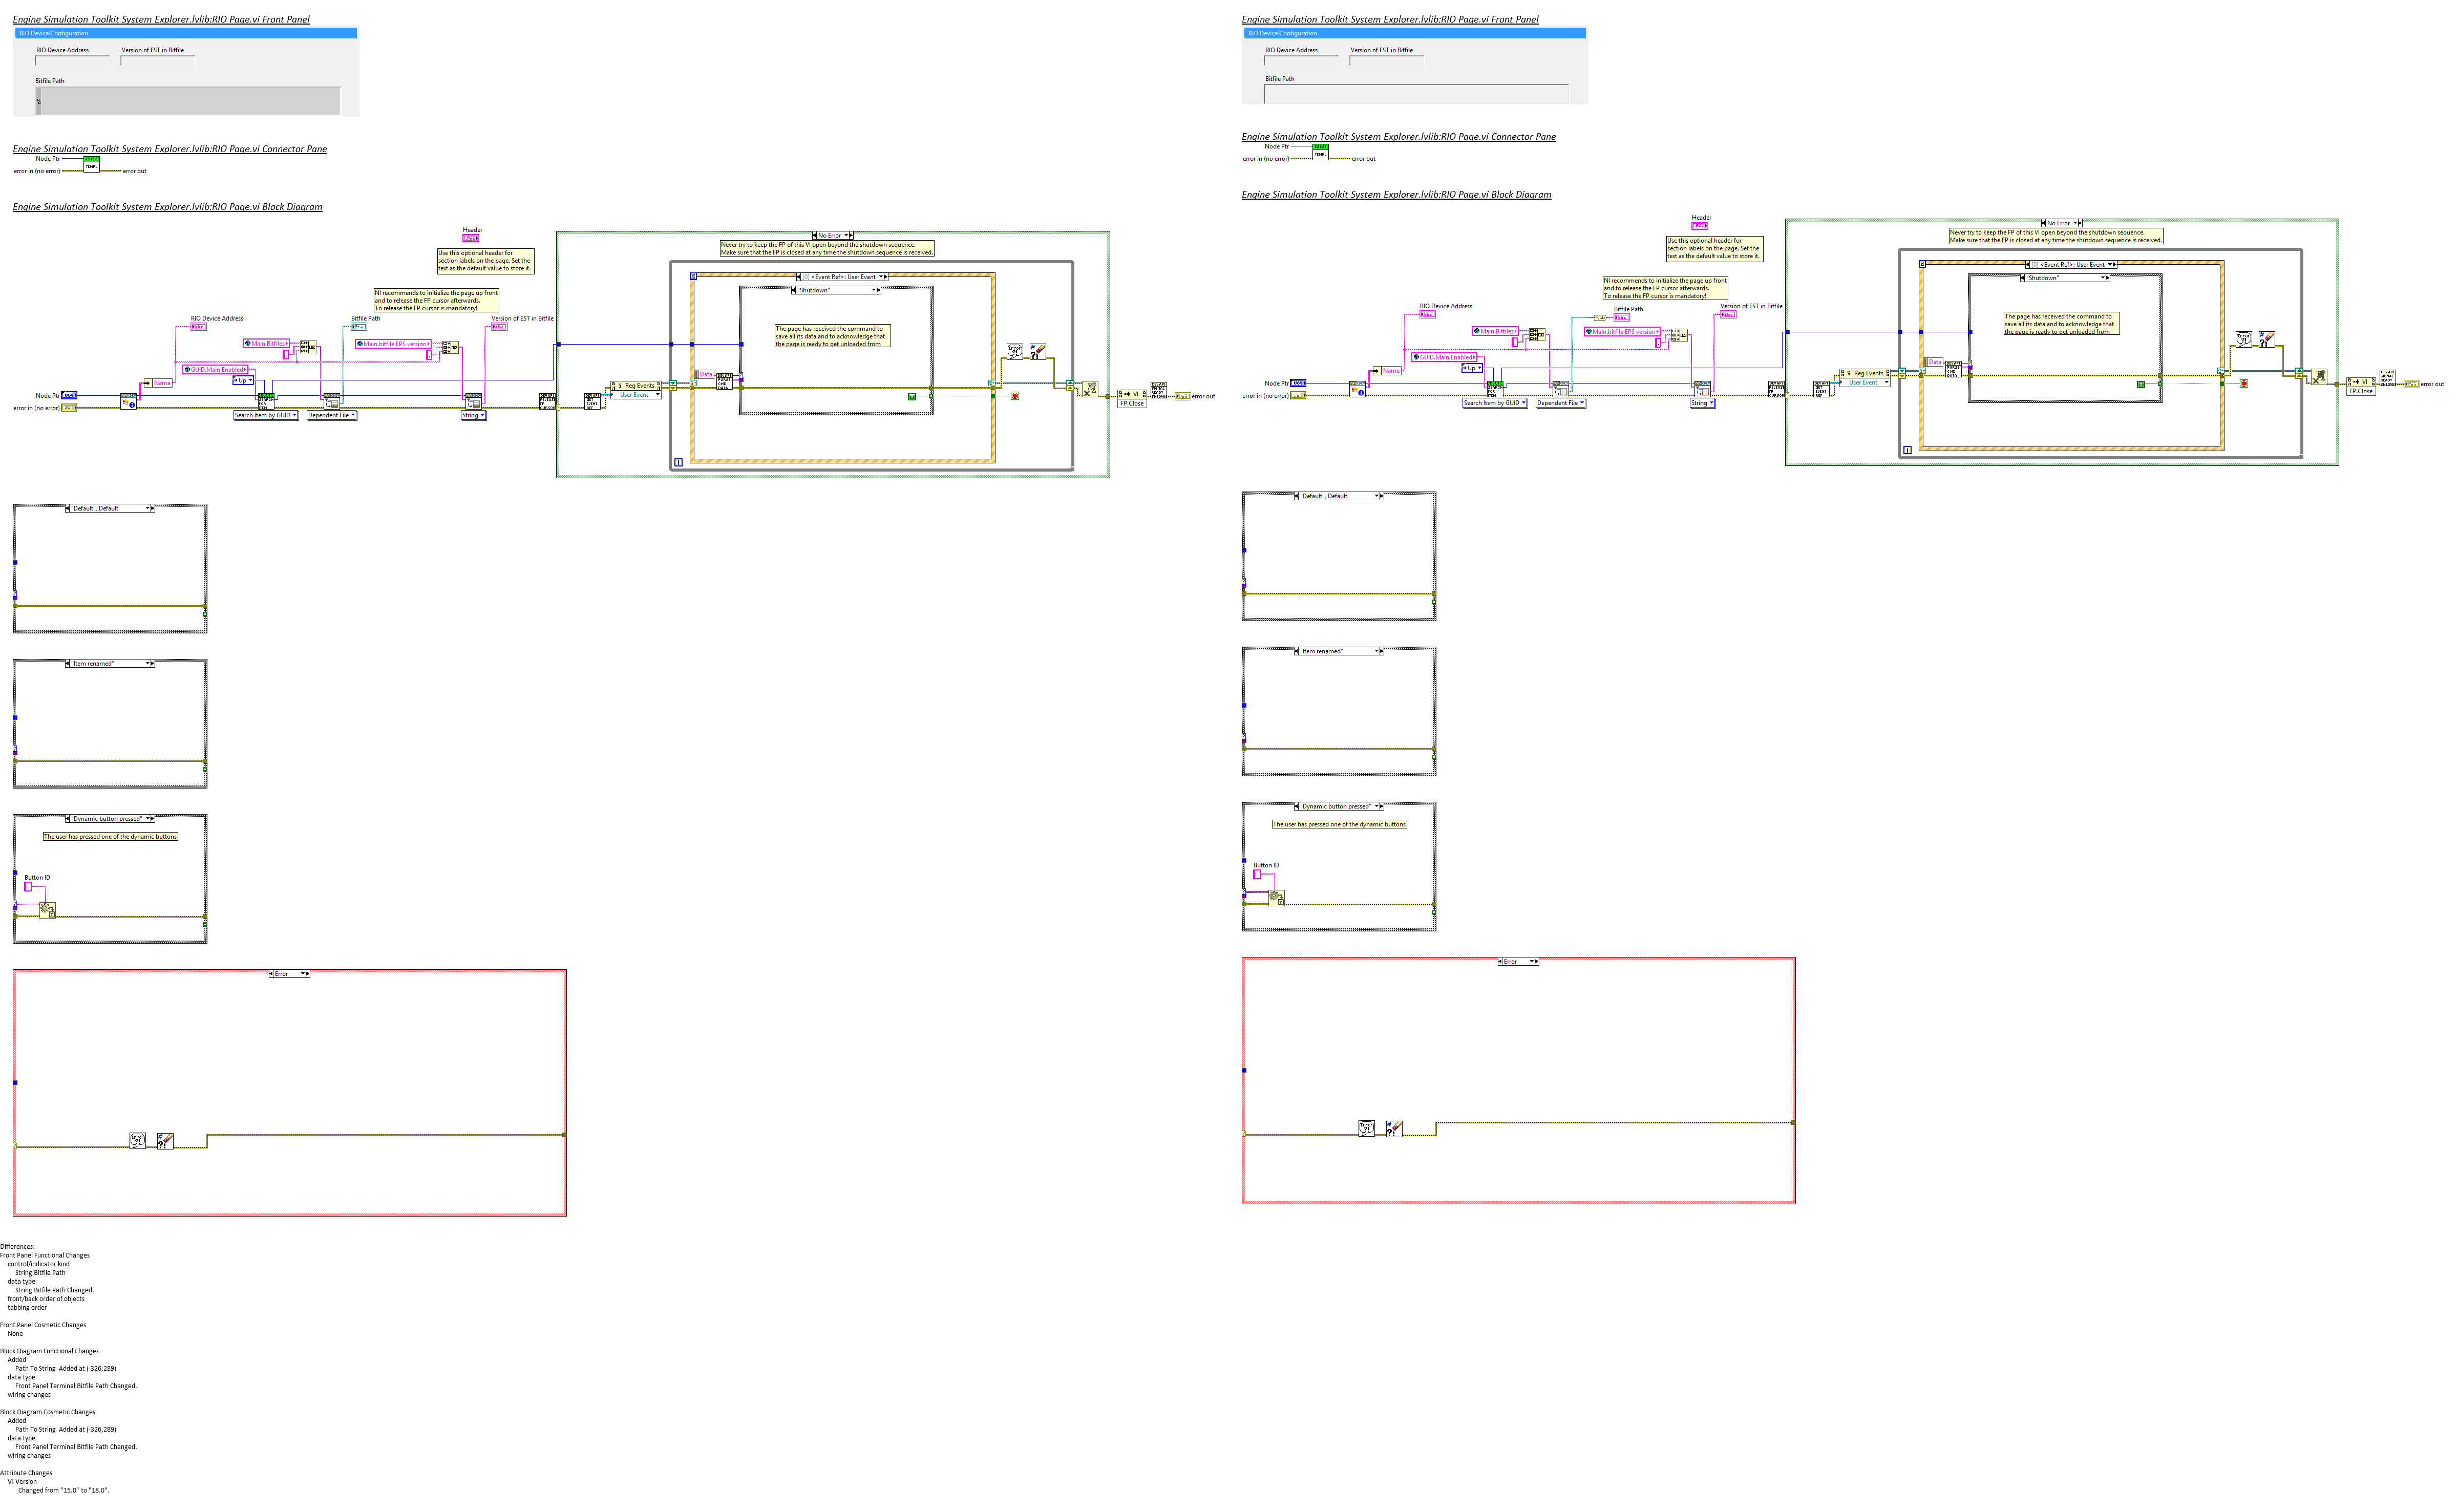 Engine Simulation Toolkit System Explorer.lvlib:RIO Page.vi Front Panel
RIO Device Configuration
RIO Device Address
Version of EST in Bitfile
Bitfile Path
Engine Simulation Toolkit System Explorer.lvlib:RIO Page.vi Connector Pane
Node Ptr
error in (no error)
error out
Engine Simulation Toolkit System Explorer.lvlib:RIO Page.vi Block Diagram
Header
Use this optional header for
section labels on the page. Set the
text as the default value to store it.
NI recommends to initialize the page up front
and to release the FP cursor afterwards.
To release the FP cursor is mandatory!
RIO Device Address
Bitfile Path
Version of EST in Bitfile
Main.Bitfiles
Main.bitfile EPS version
GUID.Main Enabled
Up
Name
Node Ptr
error in (no error)
Search Item by GUID
Dependent File
String
No Error
Never try to keep the FP of this VI open beyond the shutdown sequence.
Make sure that the FP is closed at any time the shutdown sequence is received.
[0] <Event Ref>: User Event
"Shutdown"
The page has received the command to
save all its data and to acknowledge that
the page is ready to get unloaded from
Data
Reg Events
User Event
VI
FP.Close
error out
"Default", Default
"Item renamed"
"Dynamic button pressed"
The user has pressed one of the dynamic buttons
Button ID
Error
Differences:
Front Panel Functional Changes
control/indicator kind
String Bitfile Path
data type
String Bitfile Path Changed.
front/back order of objects
tabbing order
Front Panel Cosmetic Changes
None
Block Diagram Functional Changes
Added
Path To String  Added at (-326,289)
data type
Front Panel Terminal Bitfile Path Changed.
wiring changes
Block Diagram Cosmetic Changes
Added
Path To String  Added at (-326,289)
data type
Front Panel Terminal Bitfile Path Changed.
wiring changes
Attribute Changes
VI Version
Changed from "15.0" to "18.0".
Engine Simulation Toolkit System Explorer.lvlib:RIO Page.vi Front Panel
RIO Device Configuration
RIO Device Address
Version of EST in Bitfile
Bitfile Path
Engine Simulation Toolkit System Explorer.lvlib:RIO Page.vi Connector Pane
Node Ptr
error in (no error)
error out
Engine Simulation Toolkit System Explorer.lvlib:RIO Page.vi Block Diagram
Header
Use this optional header for
section labels on the page. Set the
text as the default value to store it.
NI recommends to initialize the page up front
and to release the FP cursor afterwards.
To release the FP cursor is mandatory!
RIO Device Address
Bitfile Path
Version of EST in Bitfile
Main.Bitfiles
Main.bitfile EPS version
GUID.Main Enabled
Up
Name
Node Ptr
error in (no error)
Search Item by GUID
Dependent File
String
No Error
Never try to keep the FP of this VI open beyond the shutdown sequence.
Make sure that the FP is closed at any time the shutdown sequence is received.
[0] <Event Ref>: User Event
"Shutdown"
The page has received the command to
save all its data and to acknowledge that
the page is ready to get unloaded from
Data
Reg Events
User Event
VI
FP.Close
error out
"Default", Default
"Item renamed"
"Dynamic button pressed"
The user has pressed one of the dynamic buttons
Button ID
Error